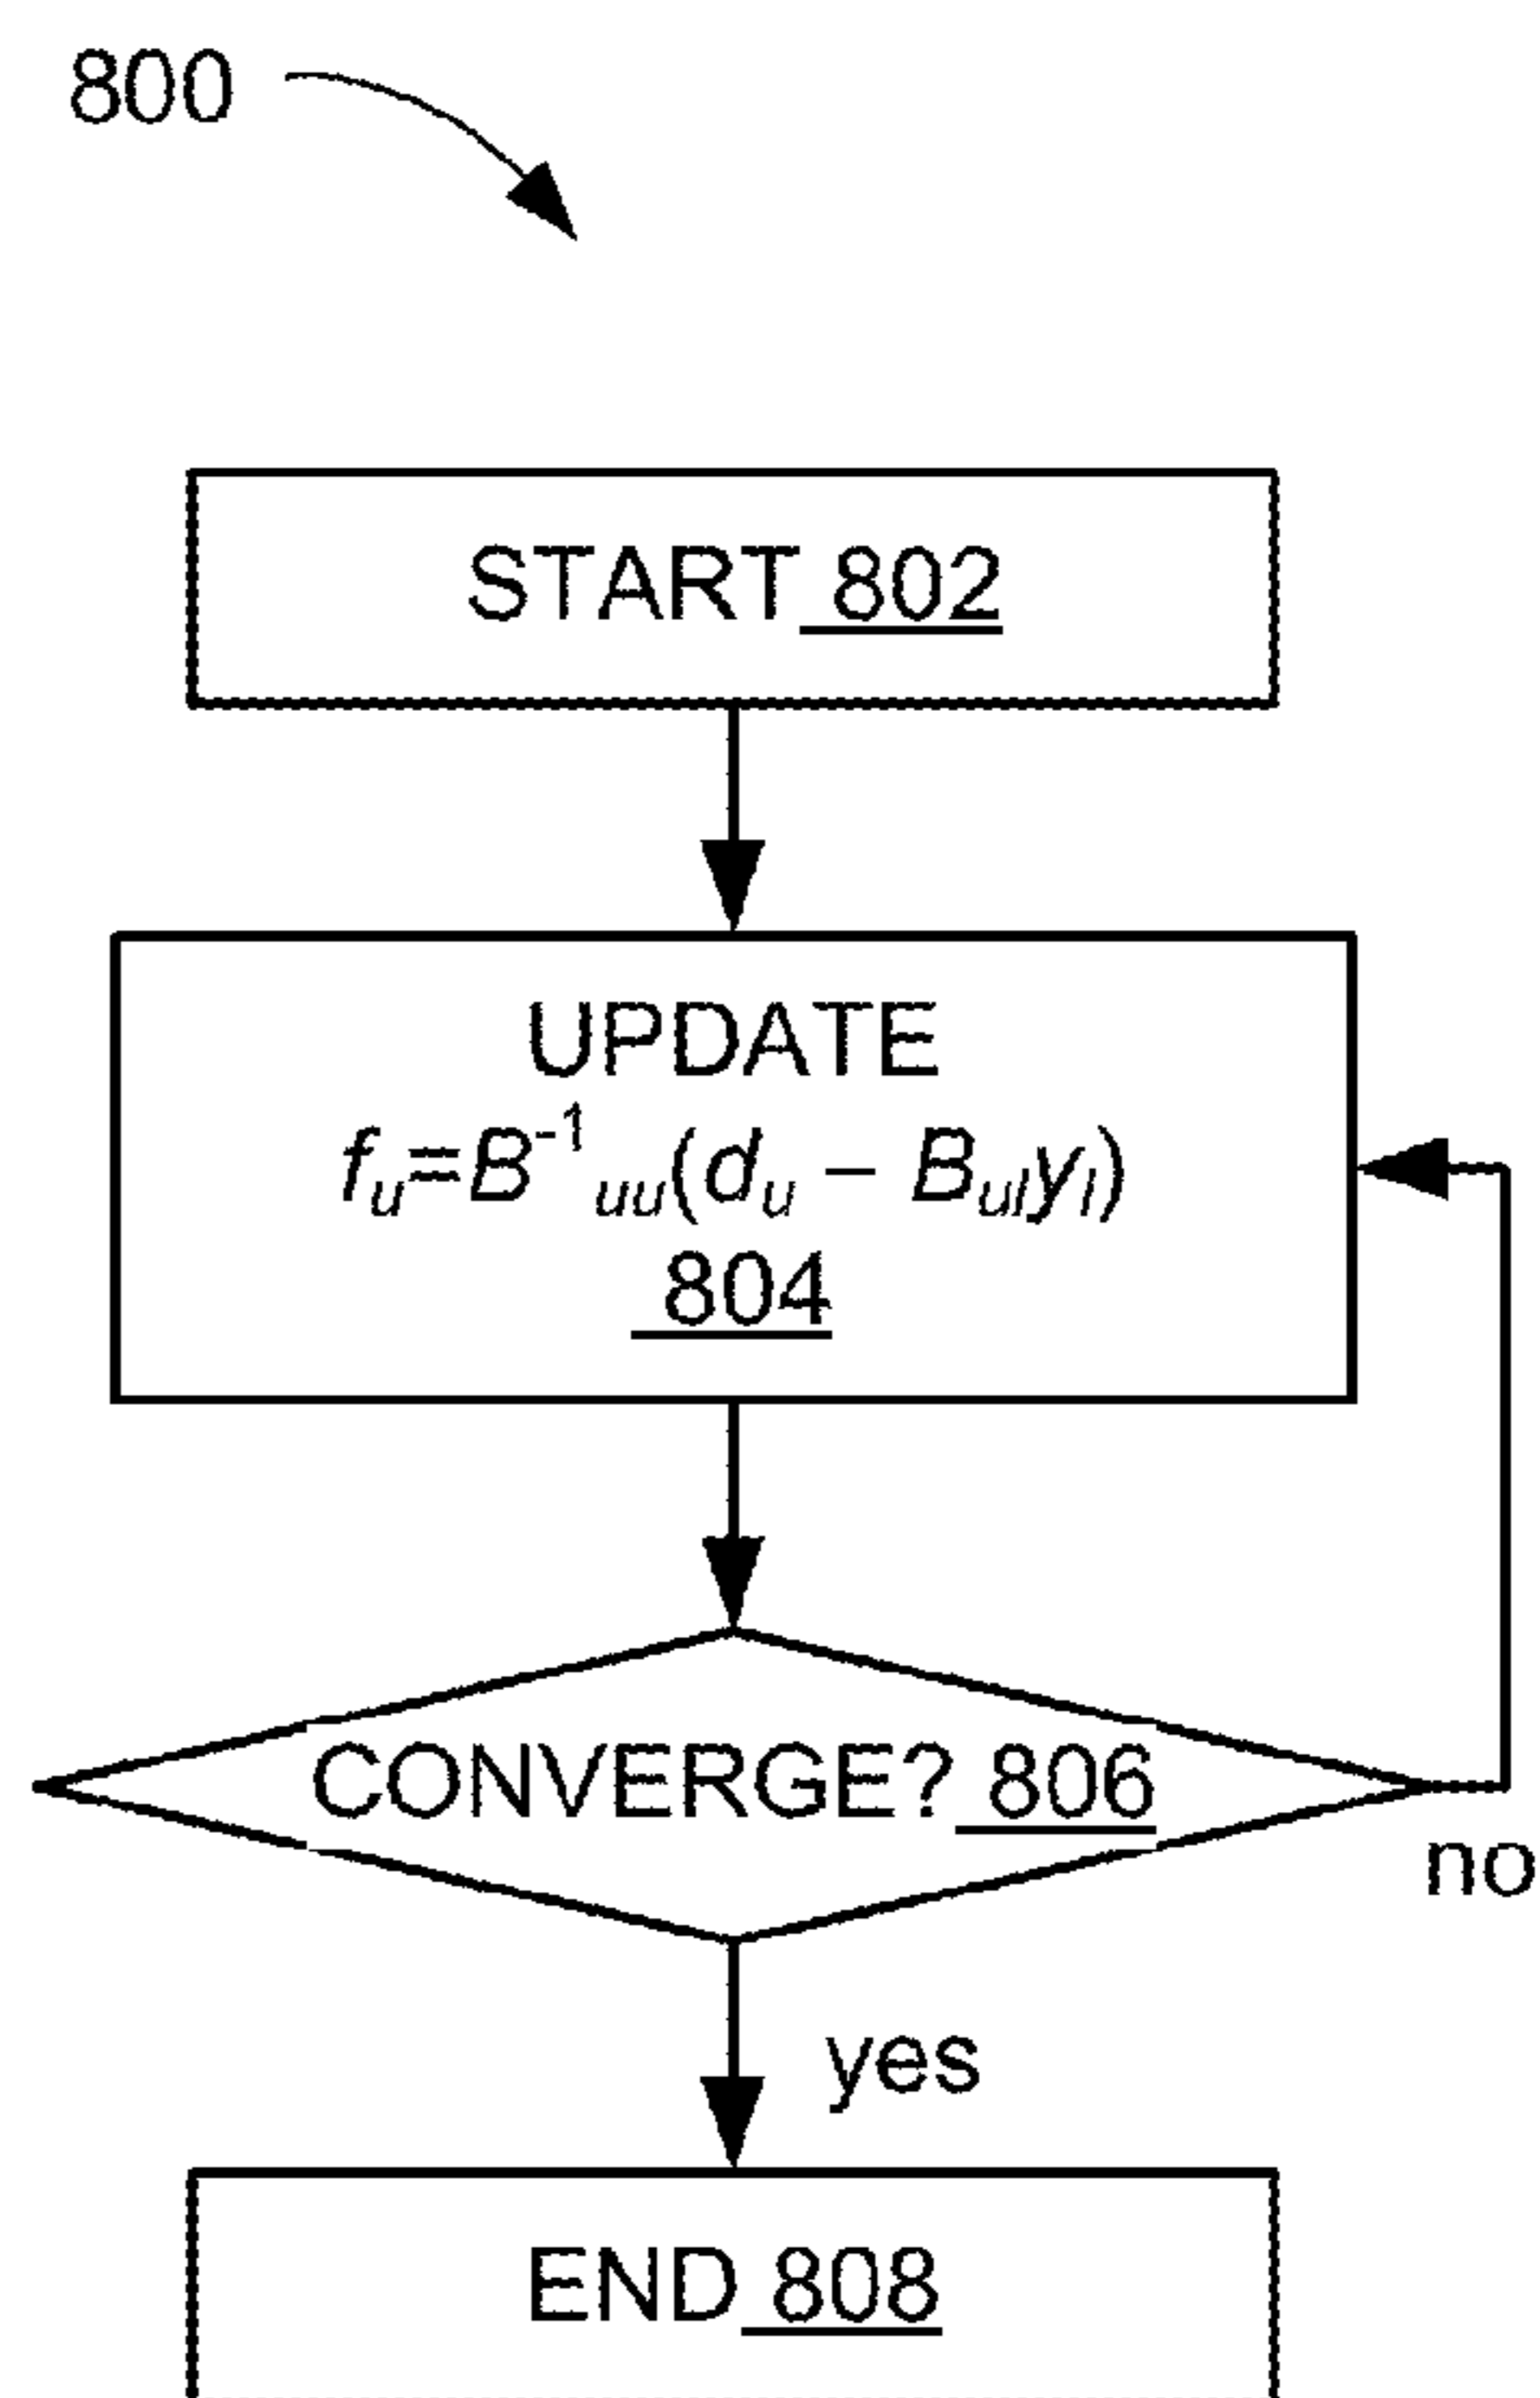 800
START 802
UPDATE
fu=B-1uu(du – Bulyl)
804
CONVERGE? 806
no
yes
END 808